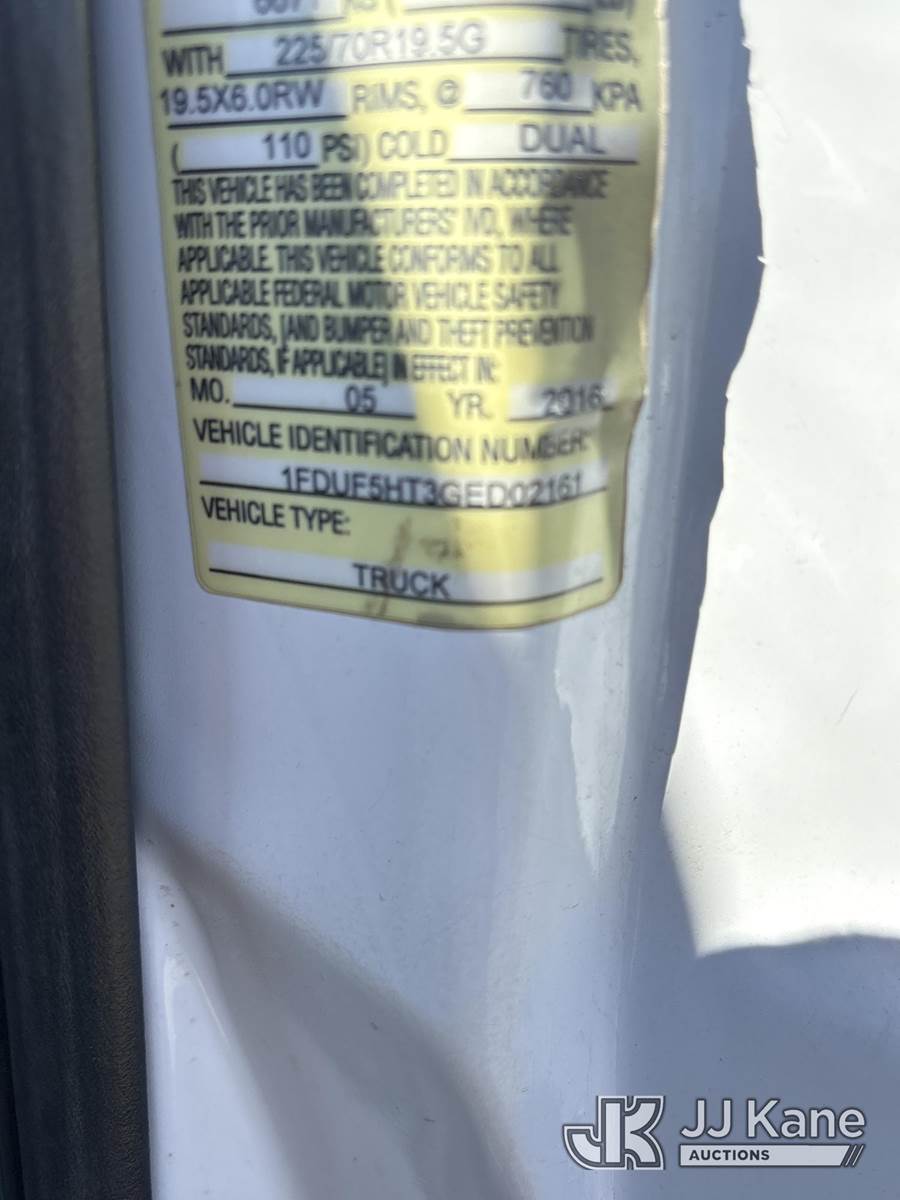 KG (
WITH 225/70R19.5G TIRES,
19.5X6.0RW RIMS, @ 760 KPA
( 110 PSI) COLD DUAL
THIS VEHICLE HAS BEEN COMPLETED IN ACCORDANCE
WITH THE PRIOR MANUFACTURERS' IVD, WHERE
APPLICABLE. THIS VEHICLE CONFORMS TO ALL
APPLICABLE FEDERAL MOTOR VEHICLE SAFETY
STANDARDS, [AND BUMPER AND THEFT PREVENTION
STANDARDS, IF APPLICABLE] IN EFFECT IN:
MO. 05 YR. 2016
VEHICLE IDENTIFICATION NUMBER:
1FDUF5HT3GED02161
VEHICLE TYPE:
TRUCK
JK JJ Kane
AUCTIONS